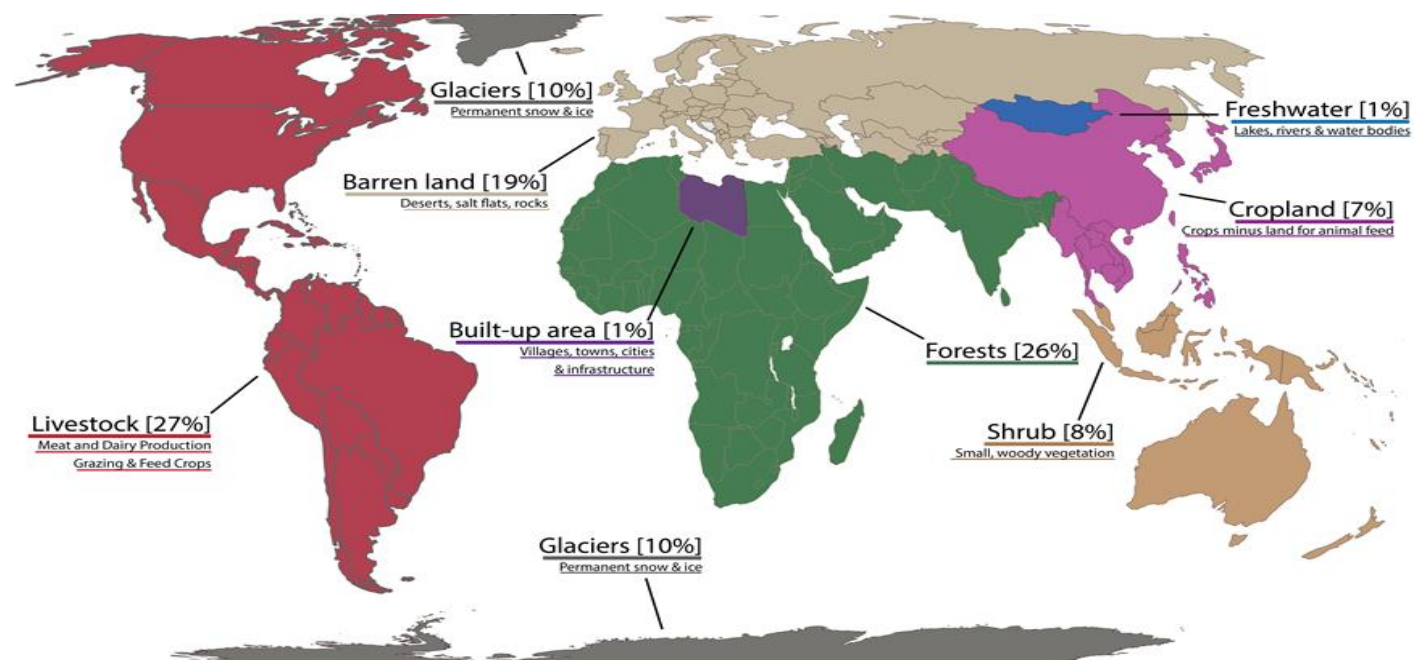 Glaciers [10%]
Permanent snow & ice
Freshwater [1%]
Lakes, rivers & water bodies
Barren land [19%]
Deserts, salt flats, rocks
Cropland [7%]
Crops minus land for animal feed
Built-up area [1%]
Villages, towns, cities
& infrastructure
Forests [26%]
Livestock [27%]
Meat and Dairy Production
Grazing & Feed Crops
Shrub [8%]
Small, woody vegetation
Glaciers [10%]
Permanent snow & ice